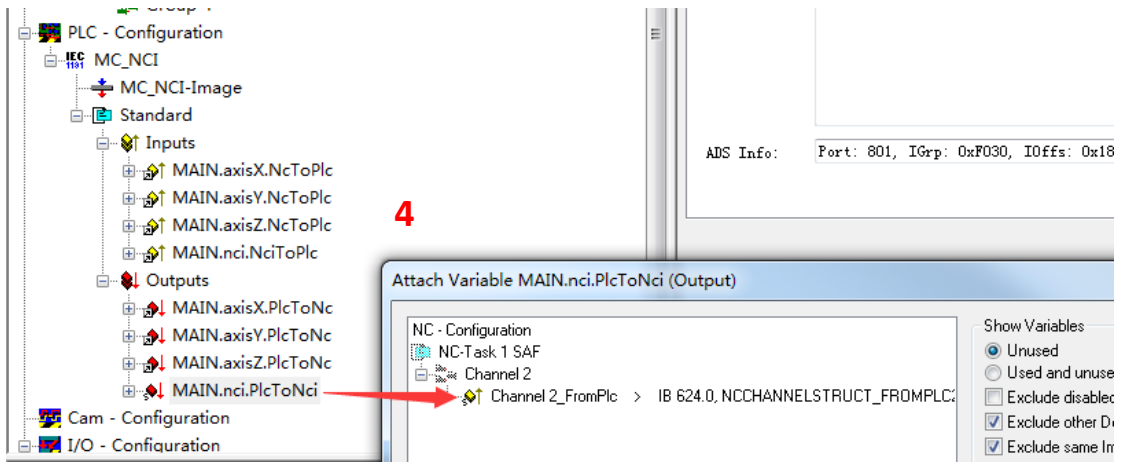 PLC - Configuration
MC_NCI
MC_NCI-Image
Standard
Inputs
MAIN.axisX.NcToPlc
MAIN.axisY.NcToPlc
MAIN.axisZ.NcToPlc
MAIN.nci.NciToPlc
Outputs
MAIN.axisX.PlcToNc
MAIN.axisY.PlcToNc
MAIN.axisZ.PlcToNc
MAIN.nci.PlcToNci
Cam - Configuration
I/O - Configuration
ADS Info: Port: 801, IGrp: 0xF030, IOffs: 0x18
4
Attach Variable MAIN.nci.PlcToNci (Output)
NC - Configuration
NC-Task 1 SAF
Channel 2
Channel 2_FromPlc > IB 624.0, NCCHANNELSTRUCT_FROMPLC2
Show Variables
Unused
Used and unuse
Exclude disabled
Exclude other De
Exclude same Im